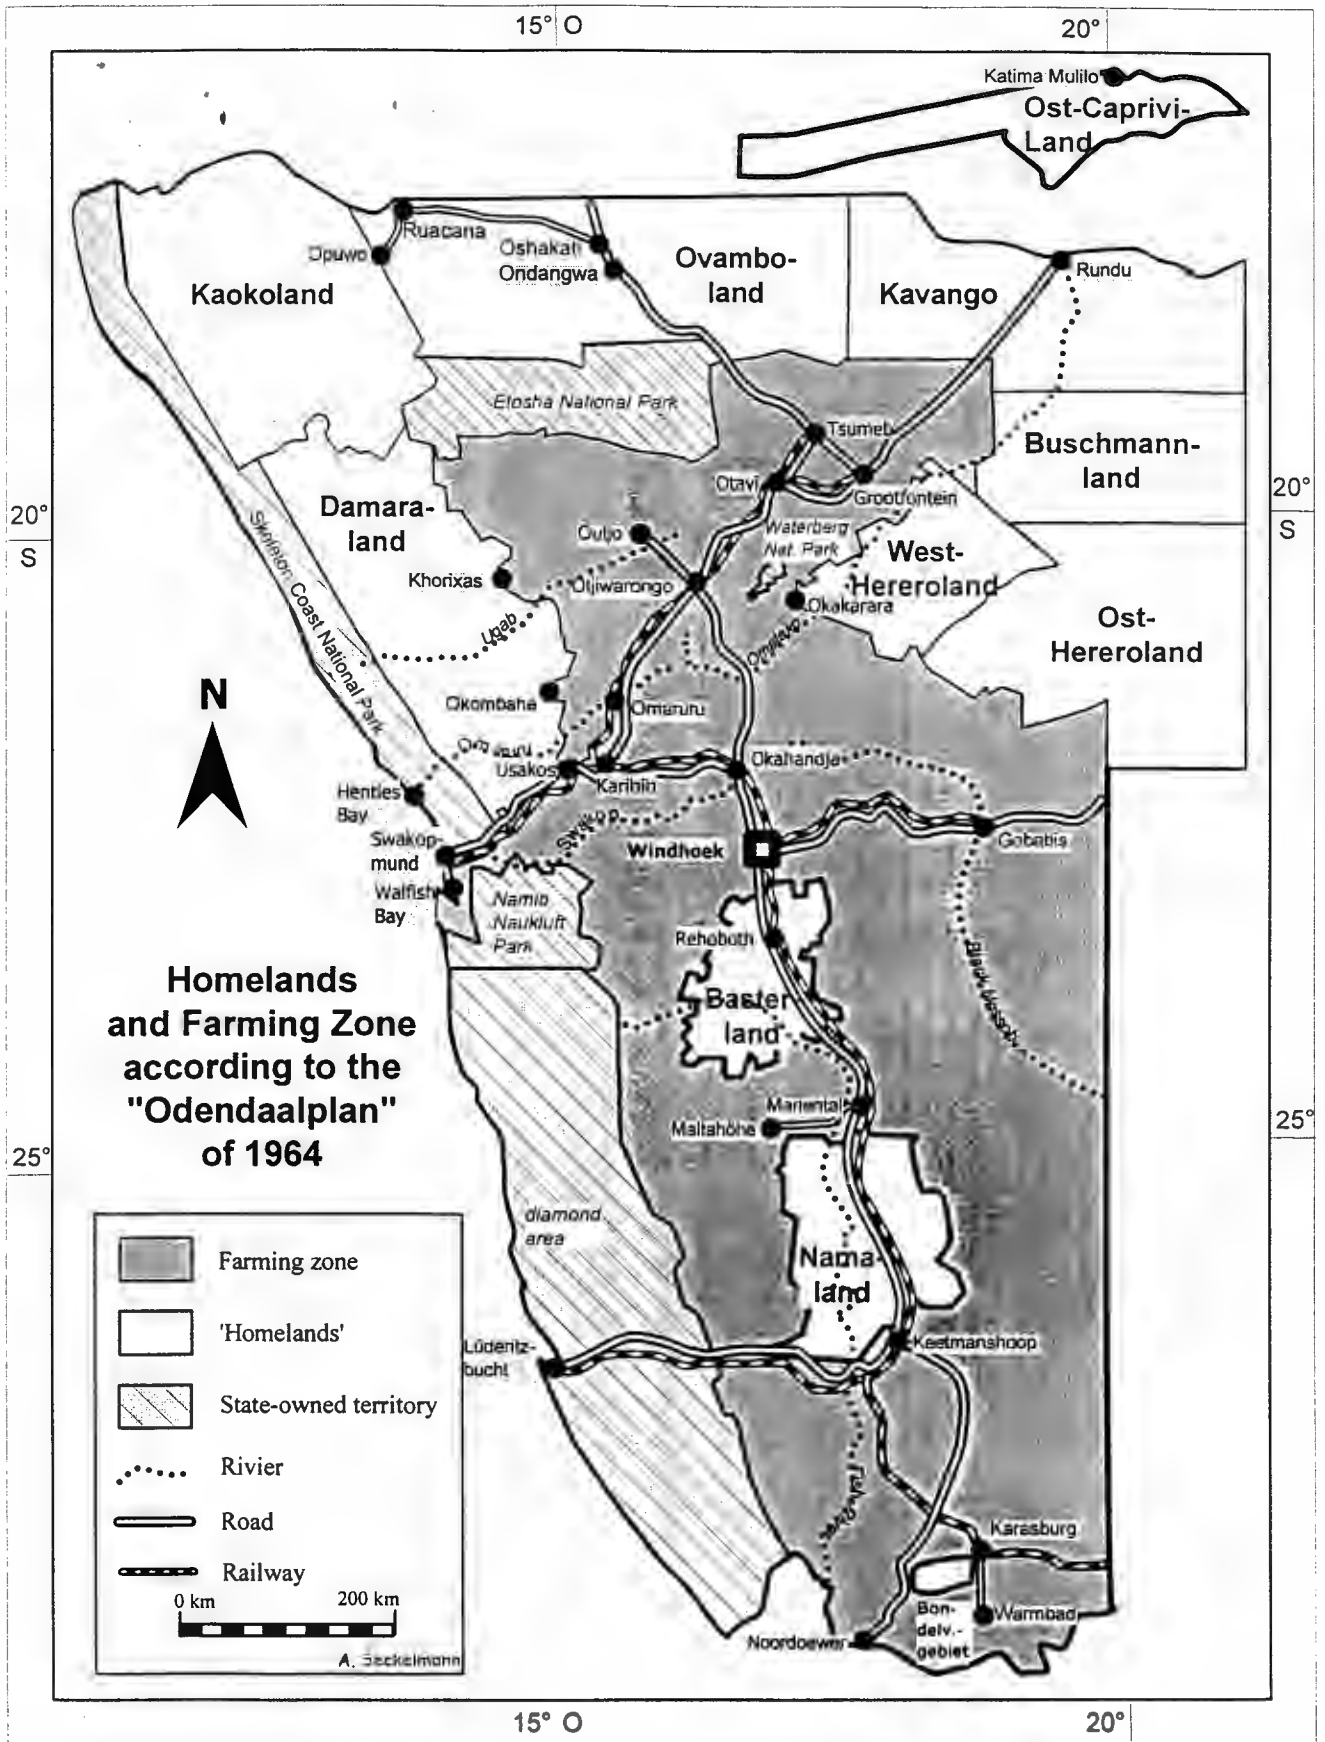 15° O
20°
Katima Mulilo
Ost-Caprivi-
Land
Ruacana
Opuwo
Oshakati
Ondangwa
Ovambo-
land
Kavango
Rundu
Kaokoland
Etosha National Park
Tsumeb
Buschmann-
land
Otavi
Grootfontein
20°
S
20°
S
Damara-
land
Outjo
Waterberg
Nat. Park
West-
Hereroland
Khorixas
Otjiwarongo
Okakarara
Ost-
Hereroland
Skeleton Coast National Park
Ugab
Omatako
N
Okombahe
Omaruru
Omaruru
Usakos
Karibib
Okahandja
Henties
Bay
Swakop
Swakop-
mund
Windhoek
Gobabis
Walfish
Bay
Namib
Naukluft
Park
Rehoboth
Black Nossob
Baster
land
Homelands
and Farming Zone
according to the
"Odendaalplan"
of 1964
Mariental
Maltahöhe
25°
25°
diamond
area
Nama-
land
Farming zone
'Homelands'
State-owned territory
Rivier
Road
Railway
0 km 200 km
A. Seckelmann
Lüderitz-
bucht
Keetmanshoop
Karasburg
Bon-
delv.-
gebiet
Warmbad
Noordoewer
15° O
20°